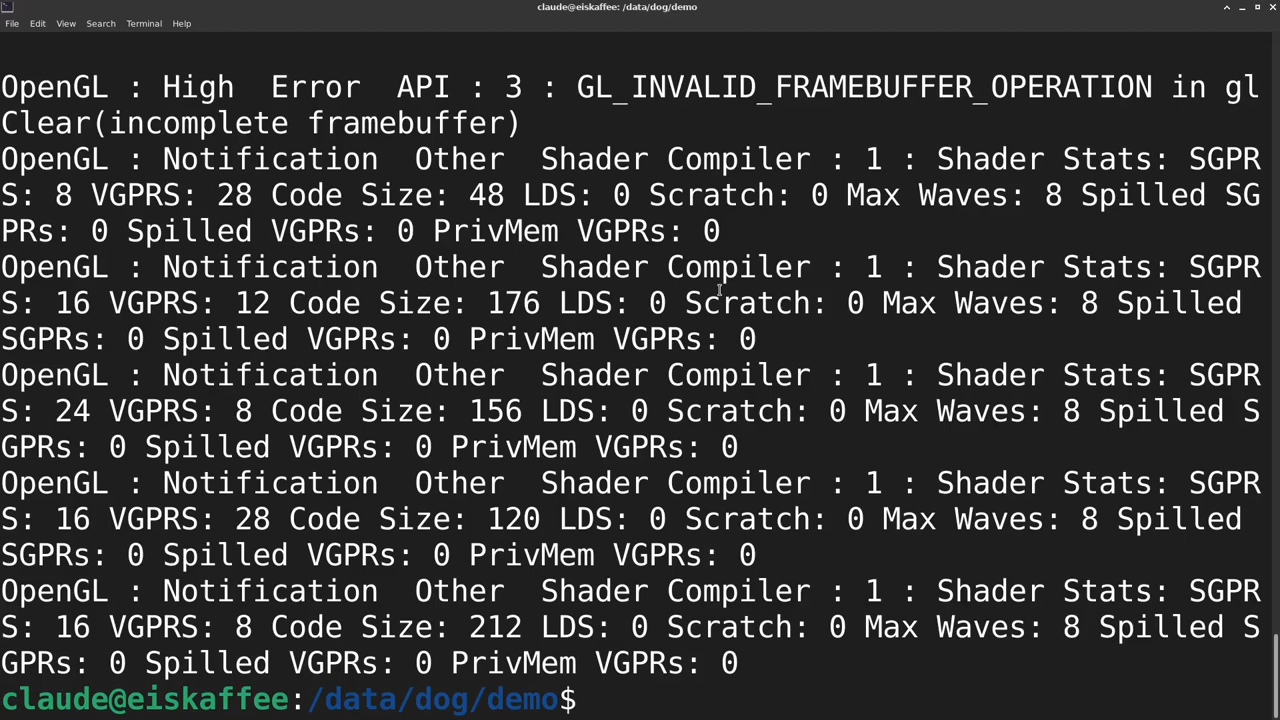 claude@eiskaffee: /data/dog/demo
File Edit View Search Terminal Help
OpenGL : High  Error  API : 3 : GL_INVALID_FRAMEBUFFER_OPERATION in gl
Clear(incomplete framebuffer)
OpenGL : Notification  Other  Shader Compiler : 1 : Shader Stats: SGPR
S: 8 VGPRS: 28 Code Size: 48 LDS: 0 Scratch: 0 Max Waves: 8 Spilled SG
PRs: 0 Spilled VGPRs: 0 PrivMem VGPRs: 0
OpenGL : Notification  Other  Shader Compiler : 1 : Shader Stats: SGPR
S: 16 VGPRS: 12 Code Size: 176 LDS: 0 Scratch: 0 Max Waves: 8 Spilled
SGPRs: 0 Spilled VGPRs: 0 PrivMem VGPRs: 0
OpenGL : Notification  Other  Shader Compiler : 1 : Shader Stats: SGPR
S: 24 VGPRS: 8 Code Size: 156 LDS: 0 Scratch: 0 Max Waves: 8 Spilled S
GPRs: 0 Spilled VGPRs: 0 PrivMem VGPRs: 0
OpenGL : Notification  Other  Shader Compiler : 1 : Shader Stats: SGPR
S: 16 VGPRS: 28 Code Size: 120 LDS: 0 Scratch: 0 Max Waves: 8 Spilled
SGPRs: 0 Spilled VGPRs: 0 PrivMem VGPRs: 0
OpenGL : Notification  Other  Shader Compiler : 1 : Shader Stats: SGPR
S: 16 VGPRS: 8 Code Size: 212 LDS: 0 Scratch: 0 Max Waves: 8 Spilled S
GPRs: 0 Spilled VGPRs: 0 PrivMem VGPRs: 0
claude@eiskaffee:/data/dog/demo$